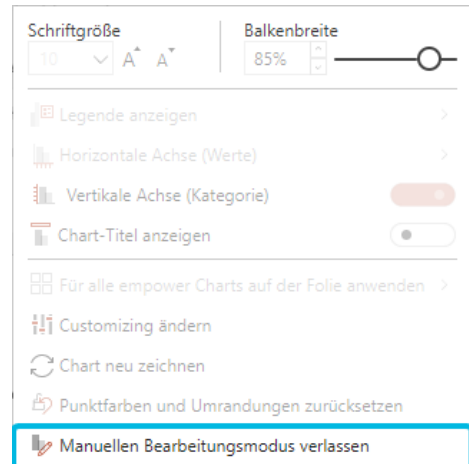 Schriftgröße Balkenbreite
10 A A 85%
Legende anzeigen
Horizontale Achse (Werte)
Vertikale Achse (Kategorie)
Chart-Titel anzeigen
Für alle empower Charts auf der Folie anwenden
Customizing ändern
Chart neu zeichnen
Punktfarben und Umrandungen zurücksetzen
Manuellen Bearbeitungsmodus verlassen